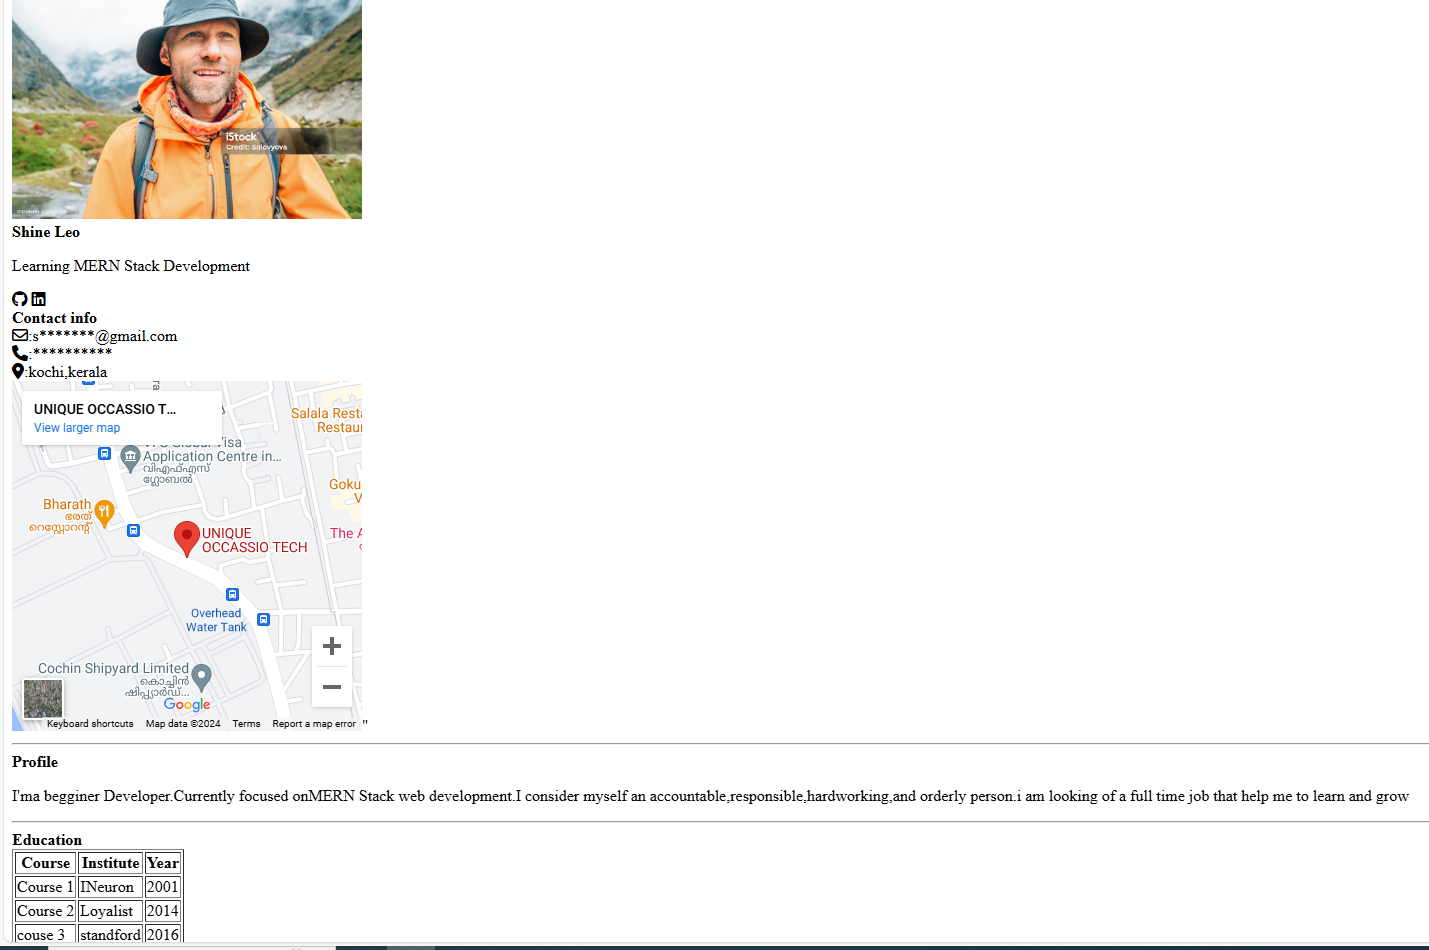 iStock
Credit: Solovyova
Shine Leo
Learning MERN Stack Development
Contact info
:s*******@gmail.com
:**********
:kochi,kerala
UNIQUE OCCASSIO T...
View larger map
Salala Resta
Restaur
VFS Global Visa
Application Centre in...
വിഎഫ്എസ്
ഗ്ലോബൽ
Goku
V
Bharath
ഭരത്
റെസ്റ്റോറന്റ്
UNIQUE
OCCASSIO TECH
The A
Overhead
Water Tank
Cochin Shipyard Limited
കൊച്ചിൻ
ഷിപ്പ്‌യാർഡ്...
Google
Keyboard shortcuts Map data ©2024 Terms Report a map error "
Profile
I'ma begginer Developer.Currently focused onMERN Stack web development.I consider myself an accountable,responsible,hardworking,and orderly person.i am looking of a full time job that help me to learn and grow
Education
Course Institute Year
Course 1 INeuron 2001
Course 2 Loyalist 2014
couse 3 standford 2016